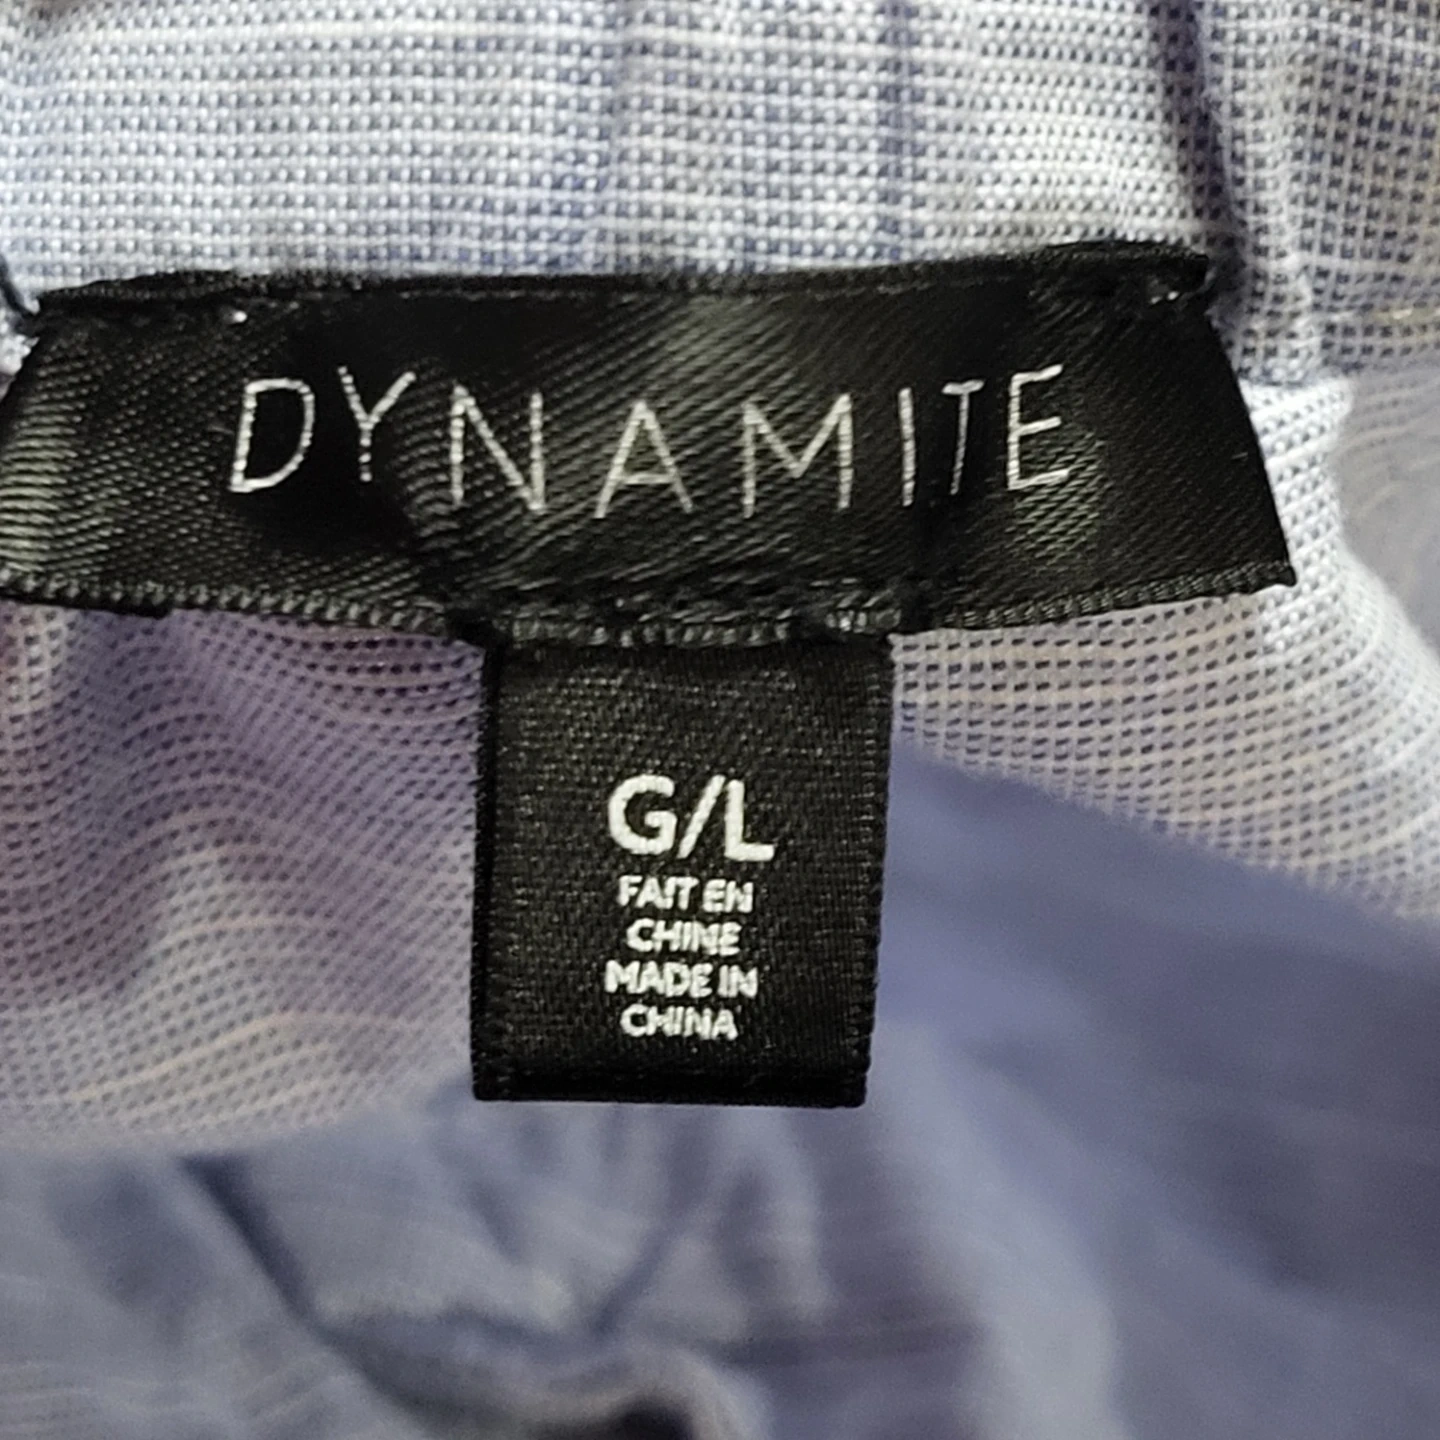 DYNAMITE
G/L
FAIT EN
CHINE
MADE IN
CHINA